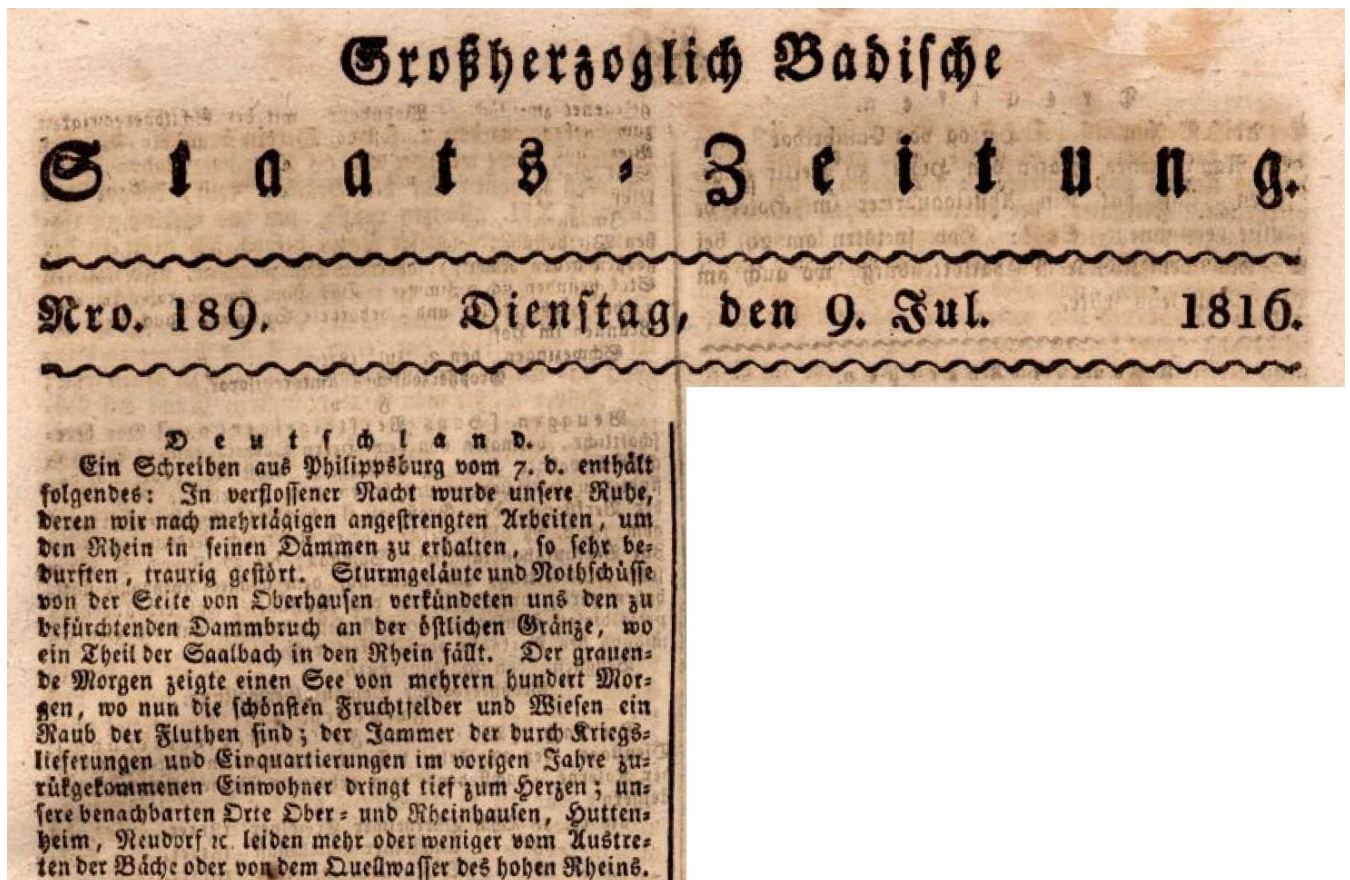 Großherzoglich Badische
Staats-Zeitung.
Nro. 189. Dienstag, den 9. Jul. 1816.
Deutschland.
Ein Schreiben aus Philippsburg vom 7. d. enthält
folgendes: In verflossener Nacht wurde unsere Ruhe,
deren wir nach mehrtägigen angestrengten Arbeiten, um
den Rhein in seinen Dämmen zu erhalten, so sehr be-
durften, traurig gestört. Sturmgeläute und Nothschüsse
von der Seite von Oberhausen verkündeten uns den zu
befürchtenden Dammbruch an der östlichen Gränze, wo
ein Theil der Saalbach in den Rhein fällt. Der grauen-
de Morgen zeigte einen See von mehrern hundert Mor-
gen, wo nun die schönsten Fruchtfelder und Wiesen ein
Raub der Fluthen sind; der Jammer der durch Kriegs-
lieferungen und Einquartierungen im vorigen Jahre zu-
rükgekommenen Einwohner dringt tief zum Herzen; un-
sere benachbarten Orte Ober- und Rheinhausen, Hutten-
heim, Neudorf ꝛc. leiden mehr oder weniger vom Austre-
ten der Bäche oder von dem Quellwasser des hohen Rheins.